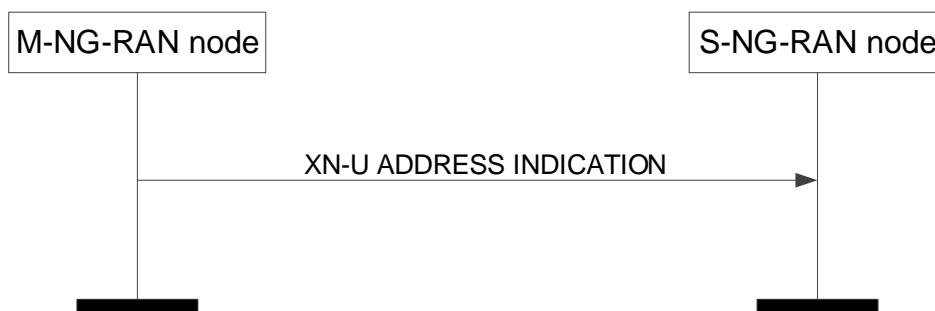 M-NG-RAN node
S-NG-RAN node
XN-U ADDRESS INDICATION